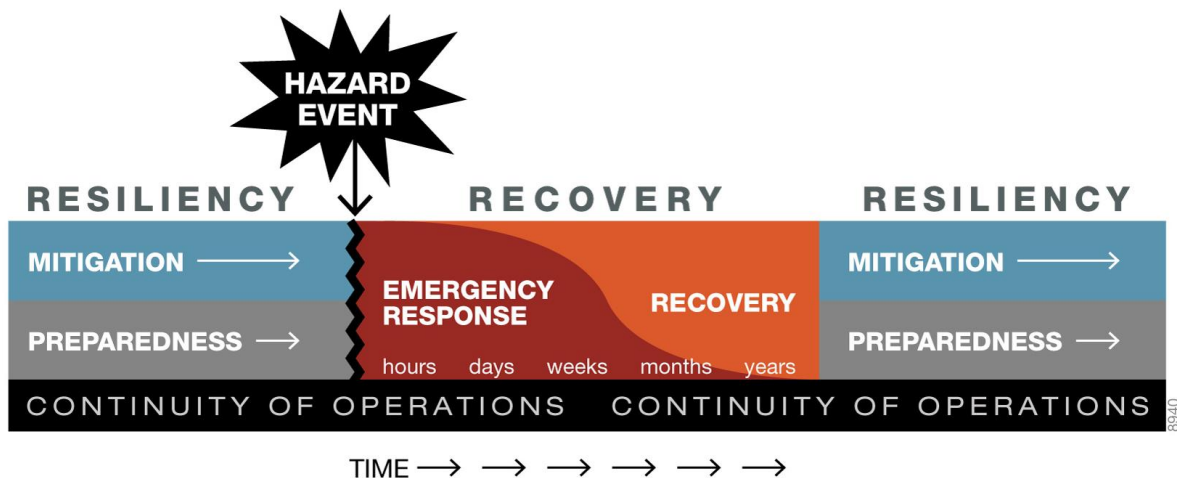 HAZARD
EVENT
RESILIENCY
RECOVERY
RESILIENCY
MITIGATION
PREPAREDNESS
EMERGENCY
RESPONSE
RECOVERY
hours days weeks months years
MITIGATION
PREPAREDNESS
CONTINUITY OF OPERATIONS CONTINUITY OF OPERATIONS
8940
TIME